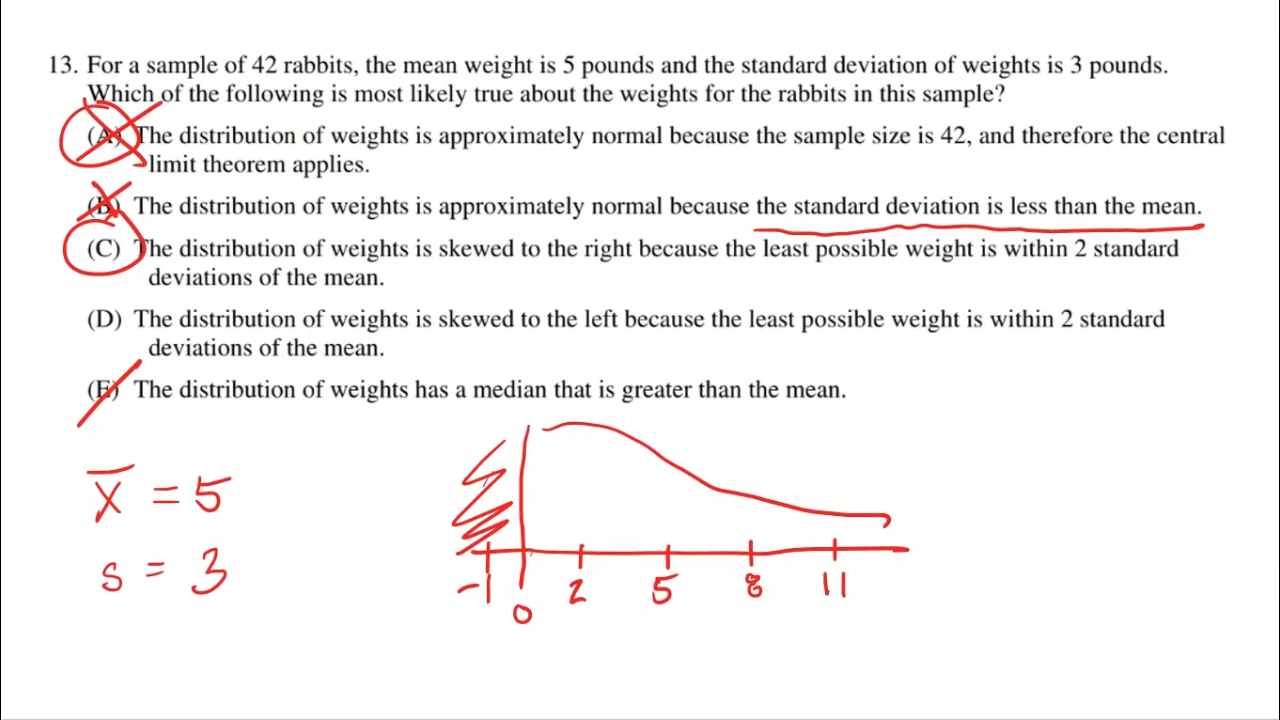 13. For a sample of 42 rabbits, the mean weight is 5 pounds and the standard deviation of weights is 3 pounds.
Which of the following is most likely true about the weights for the rabbits in this sample?
(A) The distribution of weights is approximately normal because the sample size is 42, and therefore the central
limit theorem applies.
(B) The distribution of weights is approximately normal because the standard deviation is less than the mean.
(C) The distribution of weights is skewed to the right because the least possible weight is within 2 standard
deviations of the mean.
(D) The distribution of weights is skewed to the left because the least possible weight is within 2 standard
deviations of the mean.
(E) The distribution of weights has a median that is greater than the mean.
x̅ = 5
s = 3
-1 0 2 5 8 11